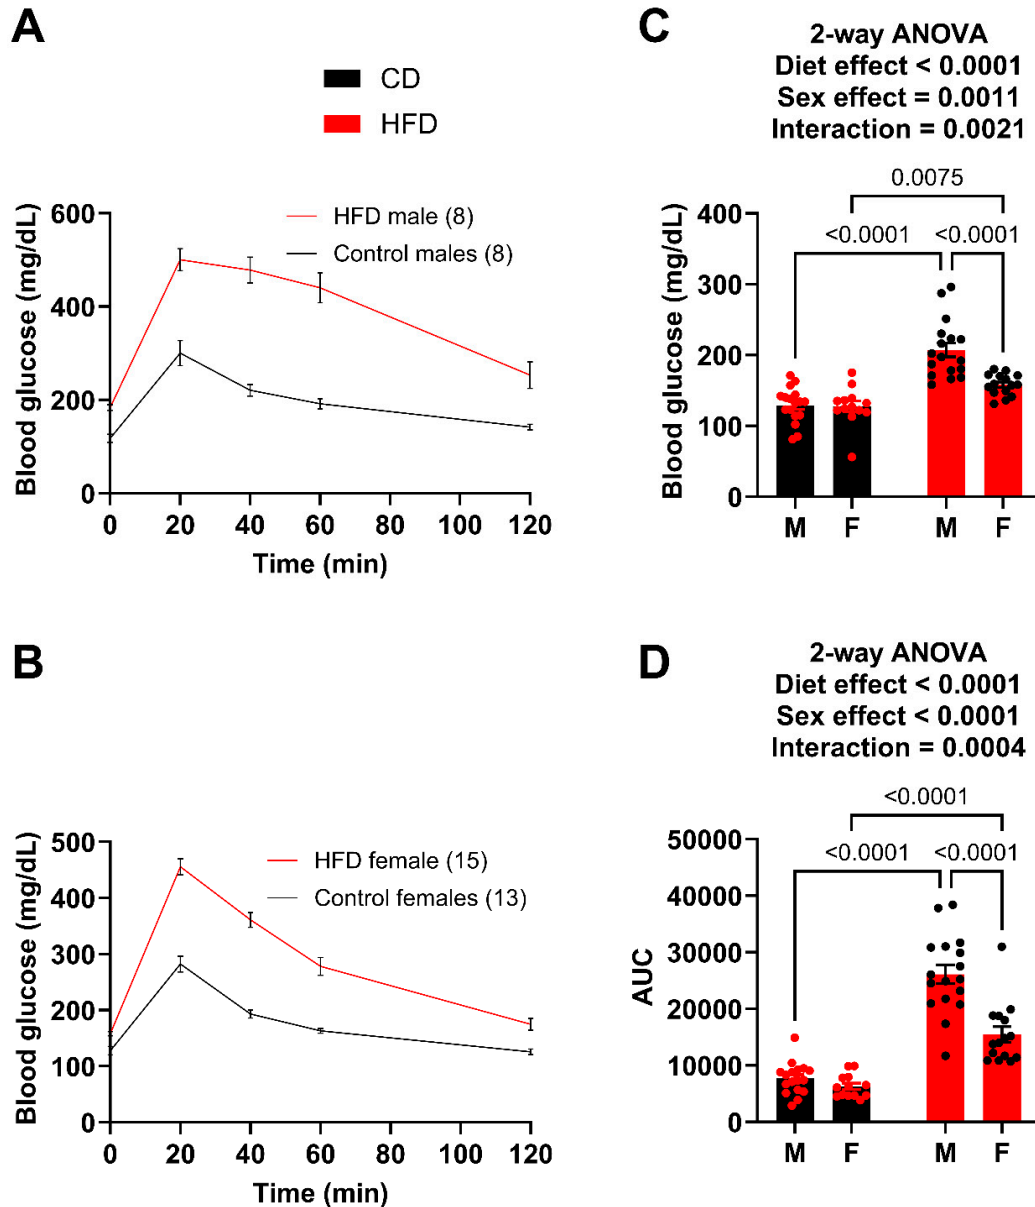 A
CD
HFD
600
400
200
0
Blood glucose (mg/dL)
HFD male (8)
Control males (8)
0 20 40 60 80 100 120
Time (min)
C
2-way ANOVA
Diet effect < 0.0001
Sex effect = 0.0011
Interaction = 0.0021
0.0075
<0.0001 <0.0001
400
300
200
100
0
Blood glucose (mg/dL)
M F M F
B
500
400
300
200
100
0
Blood glucose (mg/dL)
HFD female (15)
Control females (13)
0 20 40 60 80 100 120
Time (min)
D
2-way ANOVA
Diet effect < 0.0001
Sex effect < 0.0001
Interaction = 0.0004
<0.0001
<0.0001 <0.0001
50000
40000
30000
20000
10000
0
AUC
M F M F